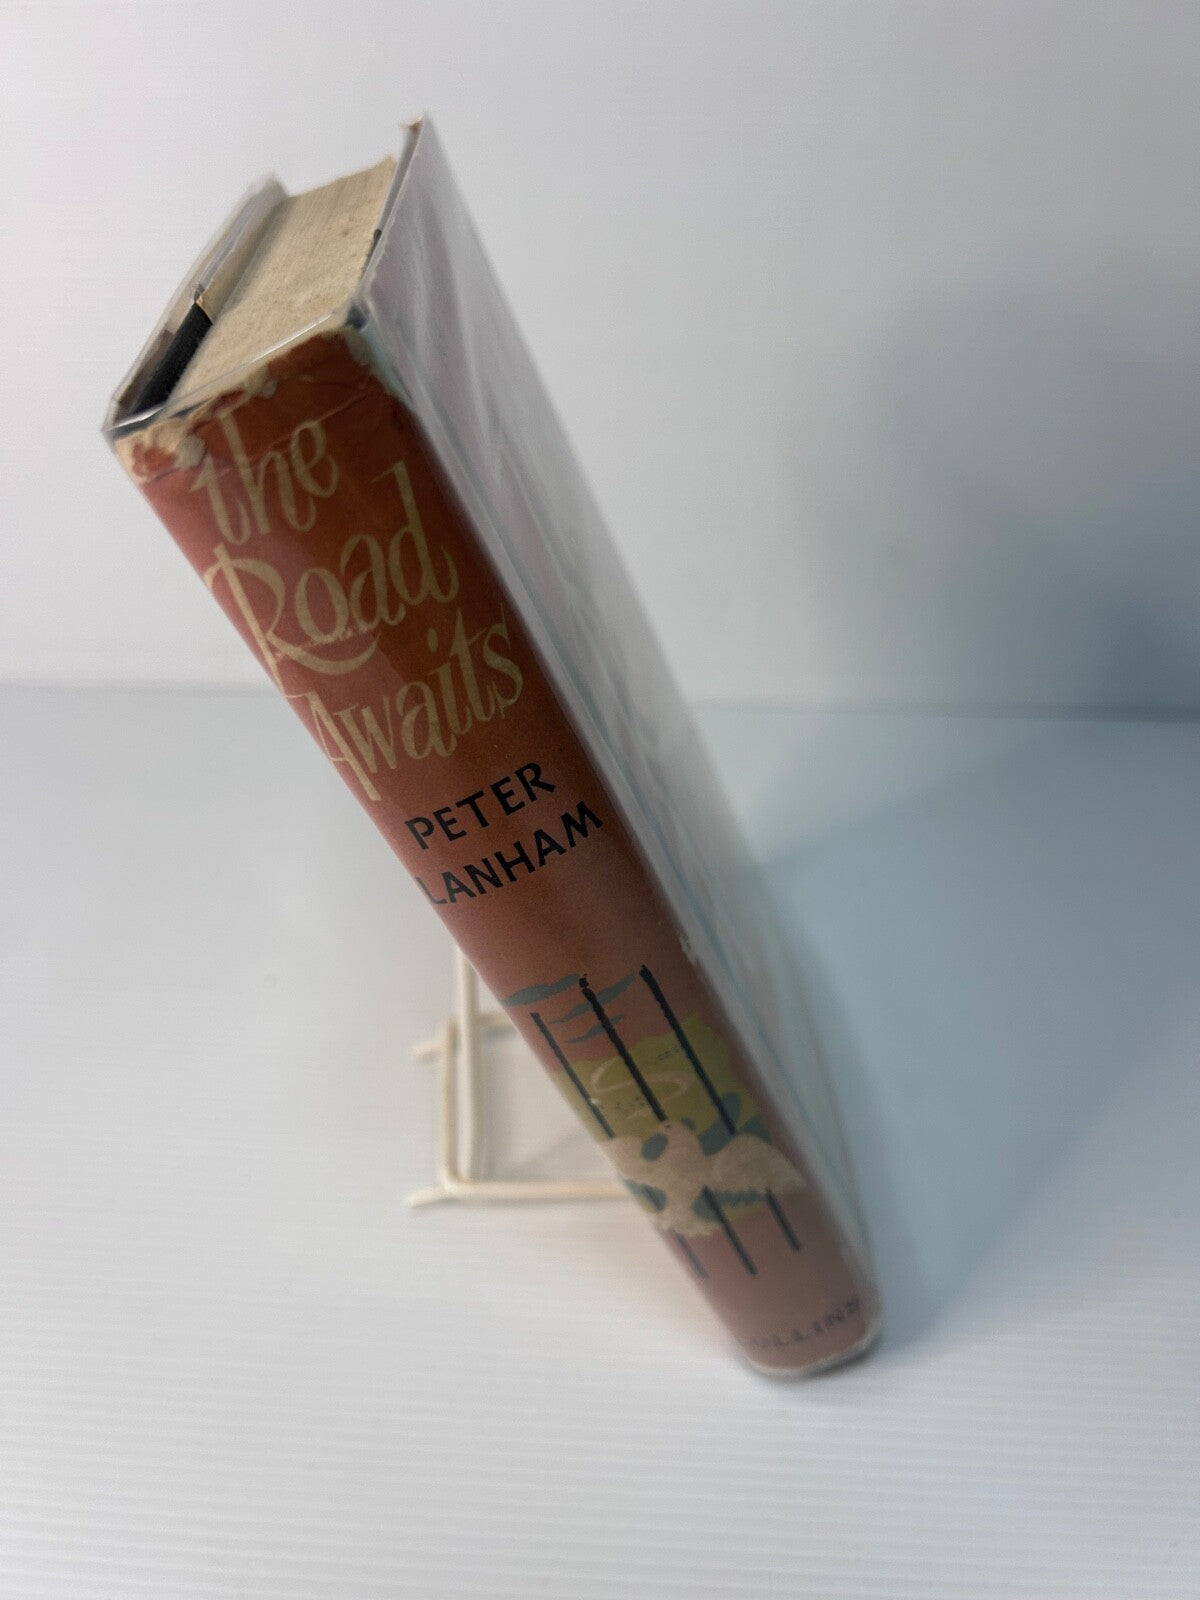 the
Road
Awaits
PETER
LANHAM